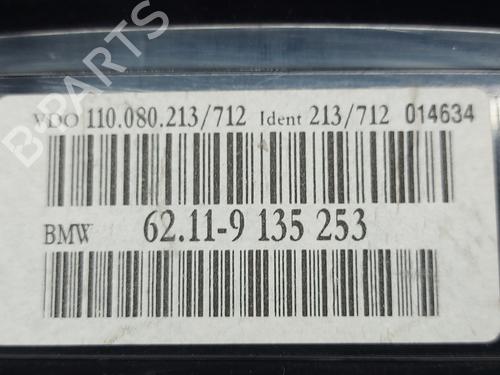 VDO 110.080.213/712 Ident 213/712 014634
BMW 62.11-9 135 253
B-PARTS